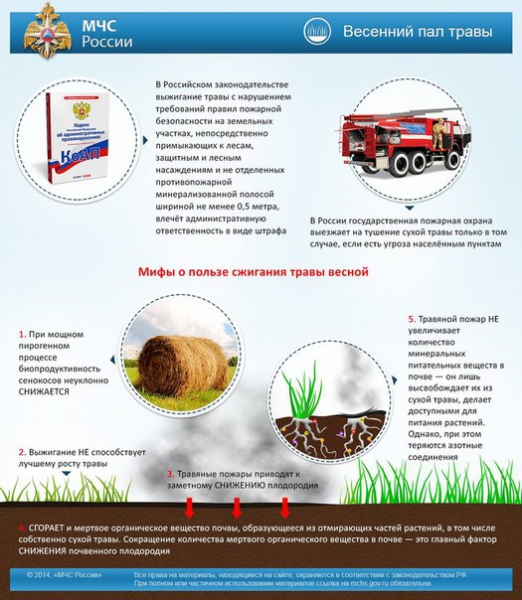 МЧС
России
Весенний пал травы
Кодекс
об административных
правонарушениях
КоАП
В Российском законодательстве
выжигание травы с нарушением
требований правил пожарной
безопасности на земельных
участках, непосредственно
примыкающих к лесам,
защитным и лесным
насаждениям и не отделенных
противопожарной
минерализованной полосой
шириной не менее 0,5 метра,
влечёт административную
ответственность в виде штрафа
В России государственная пожарная охрана
выезжает на тушение сухой травы только в том
случае, если есть угроза населённым пунктам
Мифы о пользе сжигания травы весной
1. При мощном
пирогенном
процессе
биопродуктивность
сенокосов неуклонно
СНИЖАЕТСЯ
2. Выжигание НЕ способствует
лучшему росту травы
3. Травяные пожары приводят к
заметному СНИЖЕНИЮ плодородия
5. Травяной пожар НЕ
увеличивает
количество
минеральных
питательных веществ в
почве — он лишь
высвобождает их из
сухой травы, делает
доступными для
питания растений.
Однако, при этом
теряются азотные
соединения
4. СГОРАЕТ и мертвое органическое вещество почвы, образующееся из отмирающих частей растений, в том числе
собственно сухой травы. Сокращение количества мертвого органического вещества в почве — это главный фактор
СНИЖЕНИЯ почвенного плодородия
© 2014, «МЧС России»
Все права на материалы, находящиеся на сайте, охраняются в соответствии с законодательством РФ.
При полном или частичном использовании материалов ссылка на mchs.gov.ru обязательна.